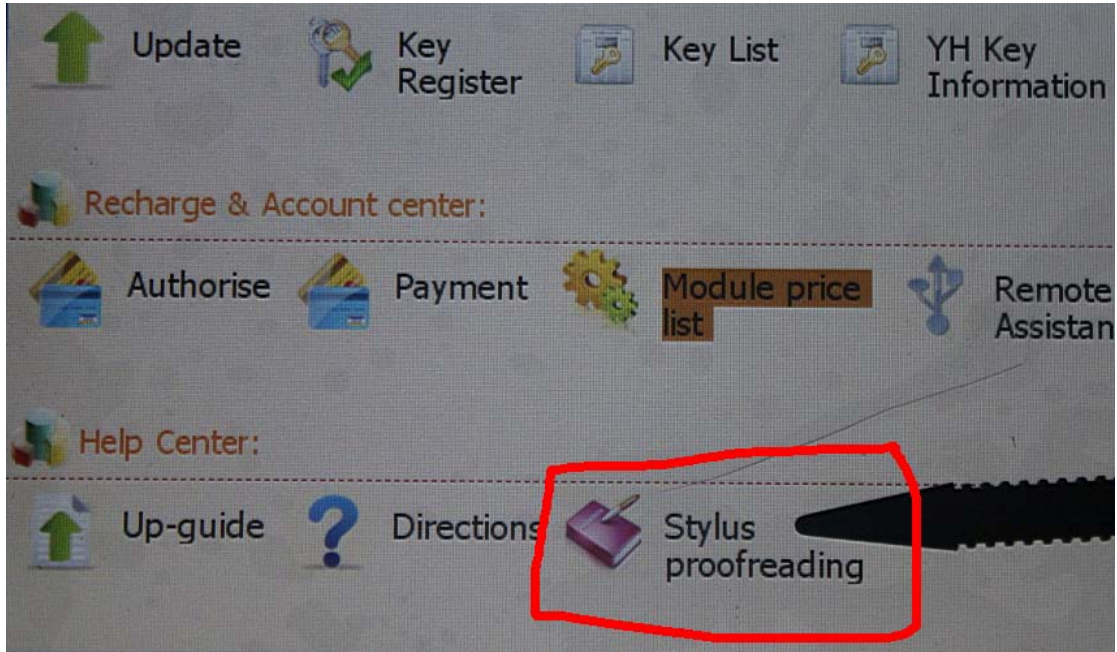 Update
Key
Register
Key List
YH Key
Information
Recharge & Account center:
Authorise
Payment
Module price
list
Remote
Assistan
Help Center:
Up-guide
?
Directions
Stylus
proofreading